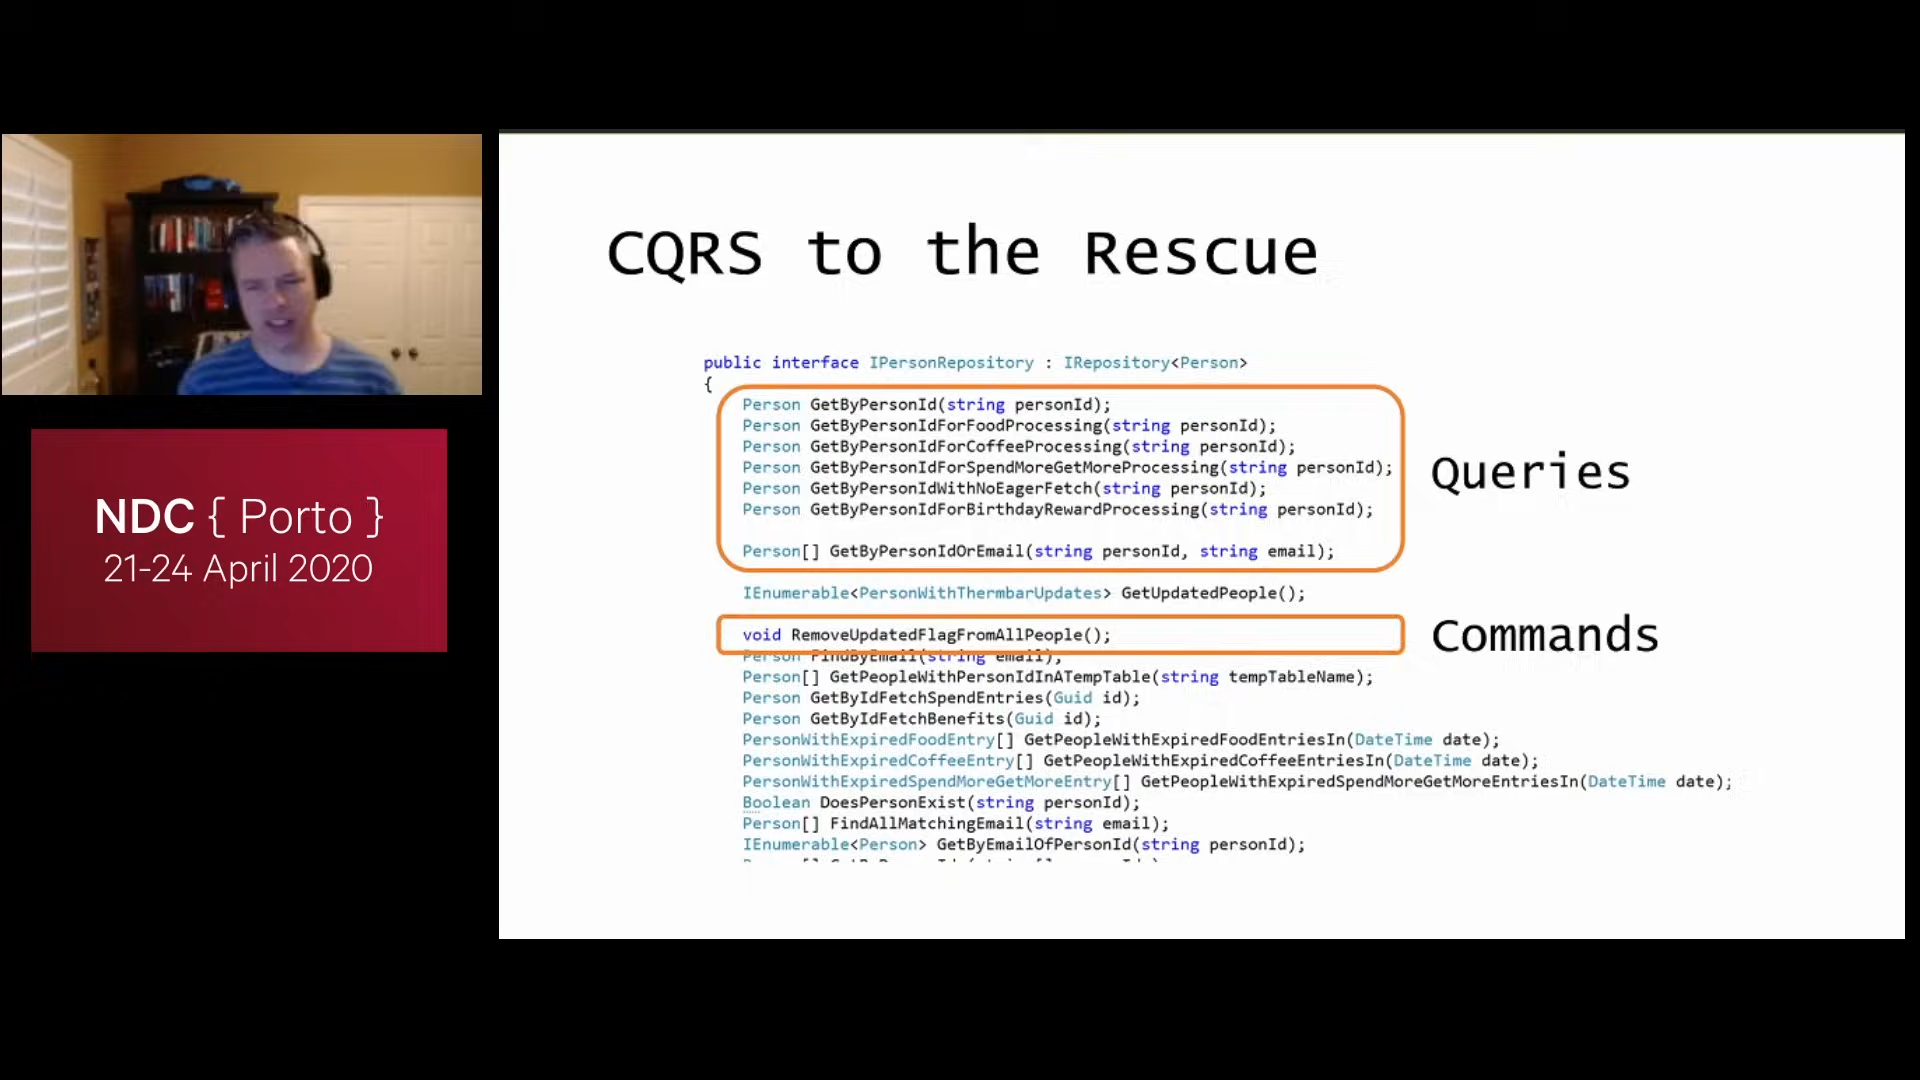 NDC { Porto }
21-24 April 2020
CQRS to the Rescue
public interface IPersonRepository : IRepository<Person>
{
Person GetByPersonId(string personId);
Person GetByPersonIdForFoodProcessing(string personId);
Person GetByPersonIdForCoffeeProcessing(string personId);
Person GetByPersonIdForSpendMoreGetMoreProcessing(string personId);
Person GetByPersonIdWithNoEagerFetch(string personId);
Person GetByPersonIdForBirthdayRewardProcessing(string personId);
Person[] GetByPersonIdOrEmail(string personId, string email);
Queries
IEnumerable<PersonWithThermbarUpdates> GetUpdatedPeople();
void RemoveUpdatedFlagFromAllPeople();
Commands
Person FindByEmail(string email);
Person[] GetPeopleWithPersonIdInATempTable(string tempTableName);
Person GetByIdFetchSpendEntries(Guid id);
Person GetByIdFetchBenefits(Guid id);
PersonWithExpiredFoodEntry[] GetPeopleWithExpiredFoodEntriesIn(DateTime date);
PersonWithExpiredCoffeeEntry[] GetPeopleWithExpiredCoffeeEntriesIn(DateTime date);
PersonWithExpiredSpendMoreGetMoreEntry[] GetPeopleWithExpiredSpendMoreGetMoreEntriesIn(DateTime date);
Boolean DoesPersonExist(string personId);
Person[] FindAllMatchingEmail(string email);
IEnumerable<Person> GetByEmailOfPersonId(string personId);